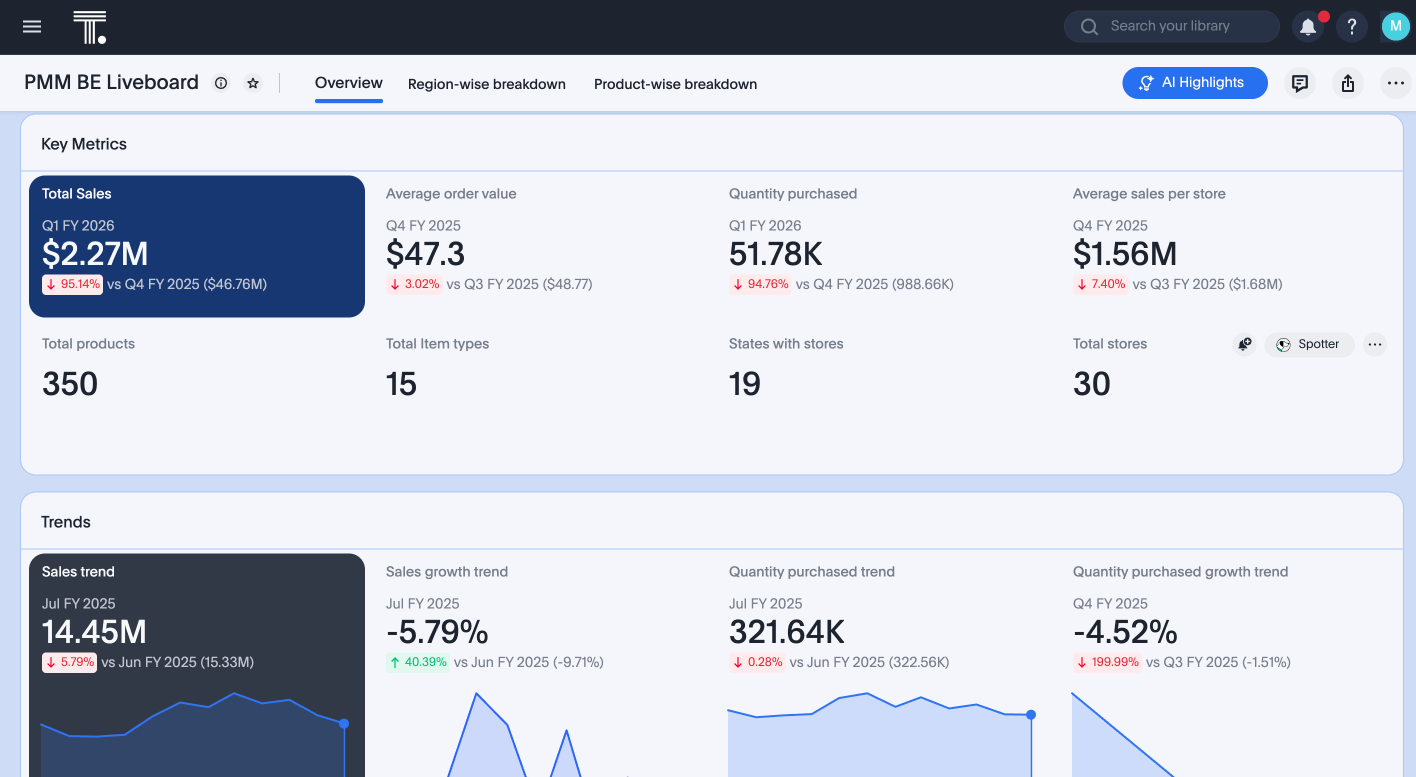 Search your library
?
M
PMM BE Liveboard
Overview
Region-wise breakdown
Product-wise breakdown
AI Highlights
Key Metrics
Total Sales
Q1 FY 2026
$2.27M
↓ 95.14% vs Q4 FY 2025 ($46.76M)
Average order value
Q4 FY 2025
$47.3
↓ 3.02% vs Q3 FY 2025 ($48.77)
Quantity purchased
Q1 FY 2026
51.78K
↓ 94.76% vs Q4 FY 2025 (988.66K)
Average sales per store
Q4 FY 2025
$1.56M
↓ 7.40% vs Q3 FY 2025 ($1.68M)
Total products
350
Total Item types
15
States with stores
19
Total stores
Spotter
30
Trends
Sales trend
Jul FY 2025
14.45M
↓ 5.79% vs Jun FY 2025 (15.33M)
Sales growth trend
Jul FY 2025
-5.79%
↑ 40.39% vs Jun FY 2025 (-9.71%)
Quantity purchased trend
Jul FY 2025
321.64K
↓ 0.28% vs Jun FY 2025 (322.56K)
Quantity purchased growth trend
Q4 FY 2025
-4.52%
↓ 199.99% vs Q3 FY 2025 (-1.51%)